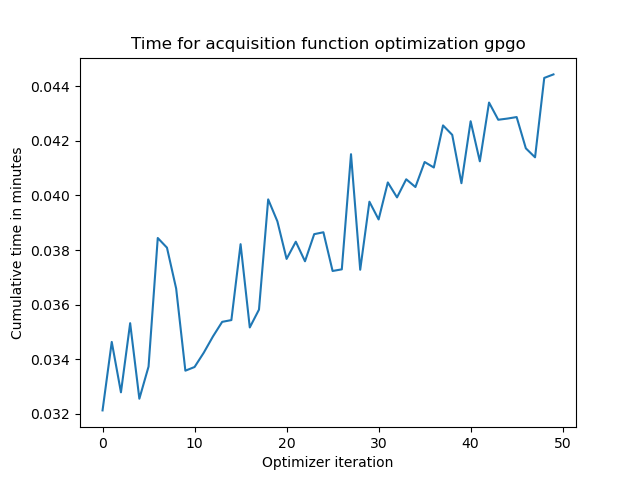 Time for acquisition function optimization gpgo
Cumulative time in minutes
0.044
0.042
0.040
0.038
0.036
0.034
0.032
0 10 20 30 40 50
Optimizer iteration